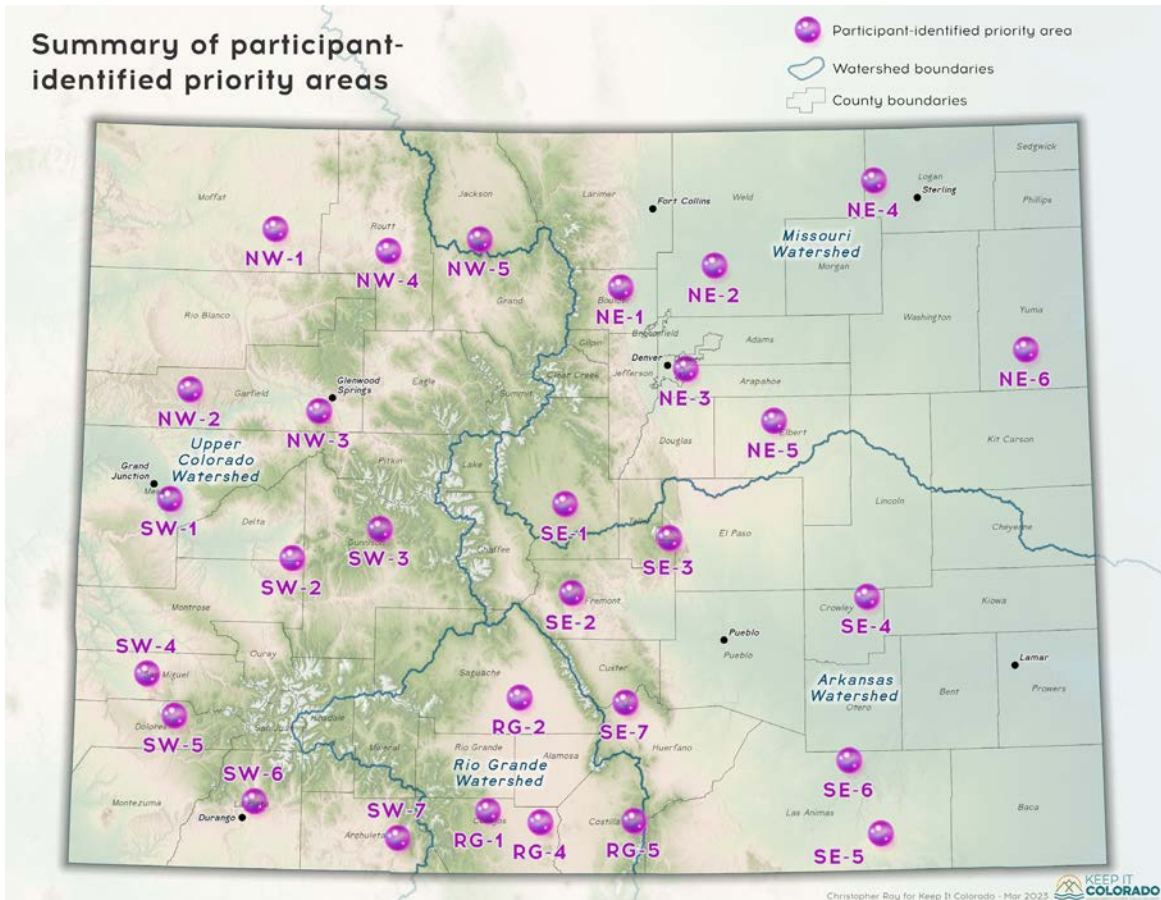 Summary of participant-
identified priority areas
Participant-identified priority area
Watershed boundaries
County boundaries
Sedgwick
Logan
Sterling
Phillips
Moffat
Jackson
Larimer
Fort Collins
Weld
NE-4
Routt
Missouri
Watershed
Morgan
NW-1
NW-4
NW-5
NE-2
Grand
Boulder
NE-1
Rio Blanco
Washington
Yuma
Broomfield
Gilpin
Adams
Denver
Clear Creek
Jefferson
NE-3
Arapahoe
NE-6
Glenwood
Springs
Eagle
Summit
Garfield
NW-2
NW-3
Douglas
Elbert
NE-5
Kit Carson
Upper
Colorado
Watershed
Pitkin
Lake
Grand
Junction
Mesa
SW-1
Delta
Lincoln
SE-1
Teller
El Paso
Cheyenne
Gunnison
SW-3
Chaffee
SE-3
SW-2
Montrose
SE-2
Fremont
Crowley
SE-4
Kiowa
SW-4
Ouray
Pueblo
Pueblo
Lamar
San Miguel
Saguache
Custer
Arkansas
Watershed
Otero
Bent
Prowers
Dolores
SW-5
San Juan
Hinsdale
RG-2
SE-7
Mineral
Rio Grande
Alamosa
Huerfano
Rio Grande
Watershed
SW-6
SE-6
Montezuma
La Plata
Durango
SW-7
Archuleta
Conejos
RG-1
RG-4
Costilla
RG-5
Las Animas
SE-5
Baca
Christopher Ray for Keep It Colorado - Mar 2023
KEEP IT
COLORADO